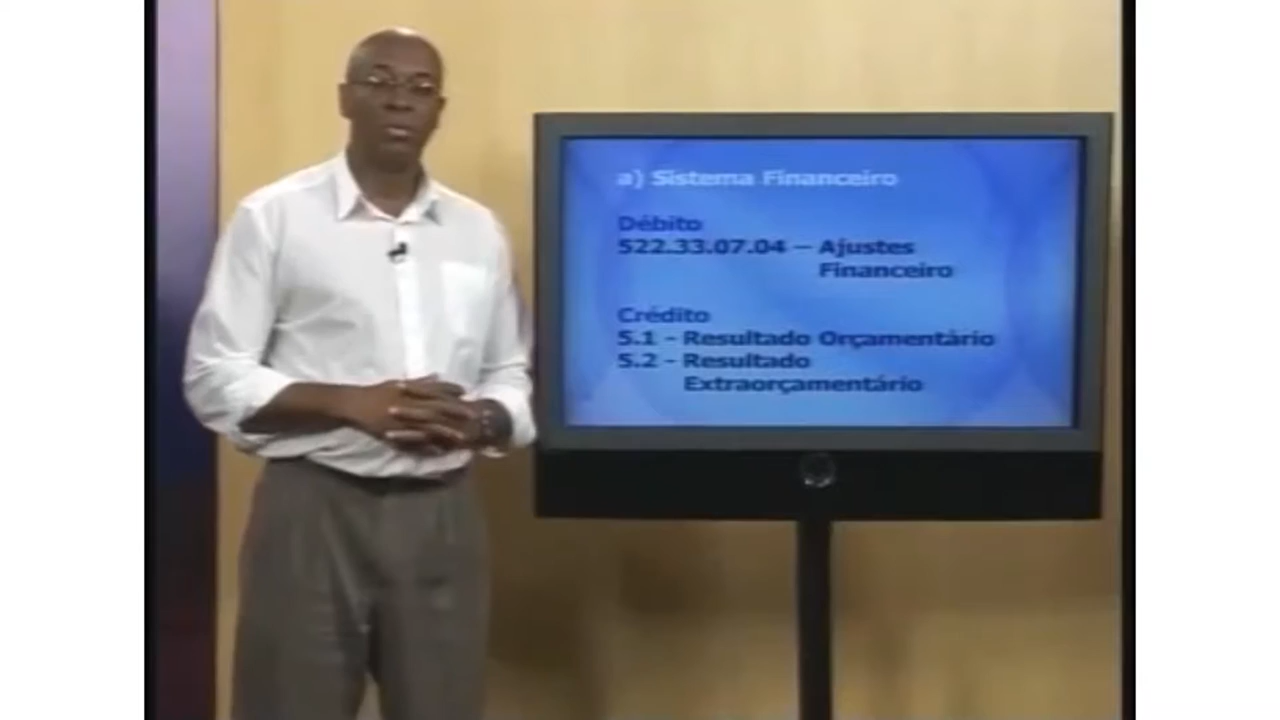 a) Sistema Financeiro
Débito
522.33.07.04 – Ajustes
Financeiro
Crédito
5.1 - Resultado Orçamentário
5.2 - Resultado
Extraorçamentário